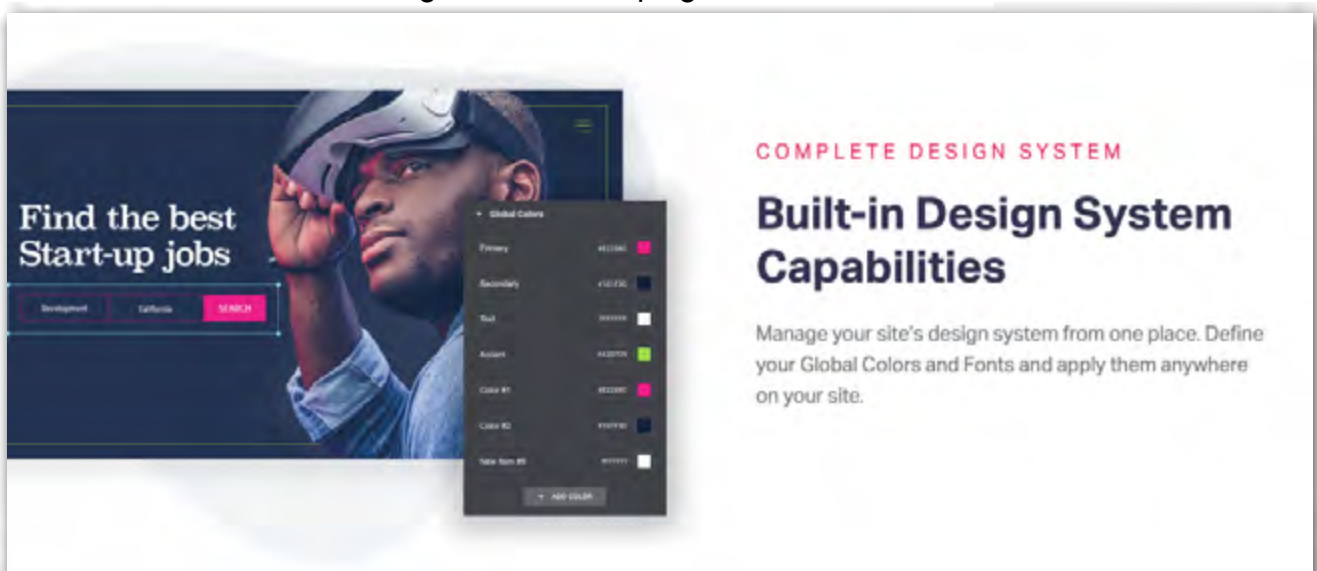 COMPLETE DESIGN SYSTEM
Built-in Design System
Capabilities
Manage your site's design system from one place. Define
your Global Colors and Fonts and apply them anywhere
on your site.
Find the best
Start-up jobs
Development California SEARCH
Global Colors
Primary
Secondary
Text
Accent
Color #1
Color #2
New Item #3
+ ADD COLOR